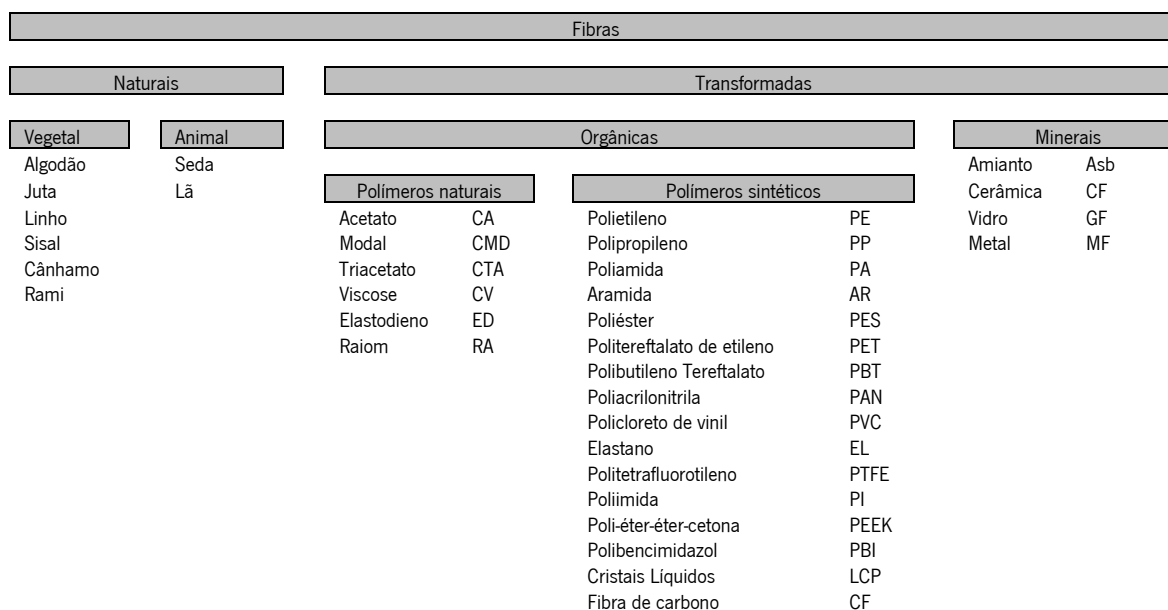 Fibras
Naturais
Transformadas
Vegetal
Animal
Orgânicas
Minerais
Algodão
Juta
Linho
Sisal
Cânhamo
Rami
Seda
Lã
Polímeros naturais
Acetato CA
Modal CMD
Triacetato CTA
Viscose CV
Elastodieno ED
Raiom RA
Polímeros sintéticos
Polietileno PE
Polipropileno PP
Poliamida PA
Aramida AR
Poliéster PES
Politereftalato de etileno PET
Polibutileno Tereftalato PBT
Poliacrilonitrila PAN
Policloreto de vinil PVC
Elastano EL
Politetrafluorotileno PTFE
Poliimida PI
Poli-éter-éter-cetona PEEK
Polibencimidazol PBI
Cristais Líquidos LCP
Fibra de carbono CF
Amianto Asb
Cerâmica CF
Vidro GF
Metal MF